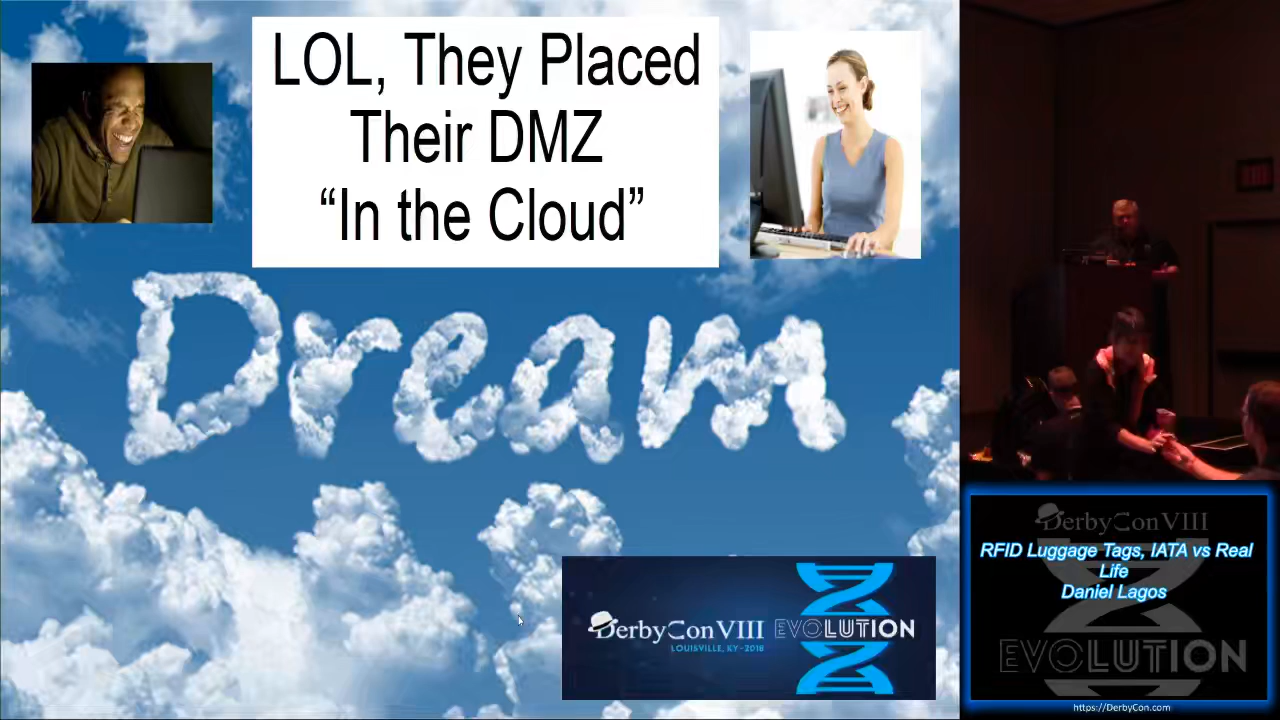 LOL, They Placed
Their DMZ
“In the Cloud”
Dream
DerbyCon VIII
EVOLUTION
LOUISVILLE, KY-2018
DerbyCon VIII
RFID Luggage Tags, IATA vs Real
Life
Daniel Lagos
EVOLUTION
https://DerbyCon.com